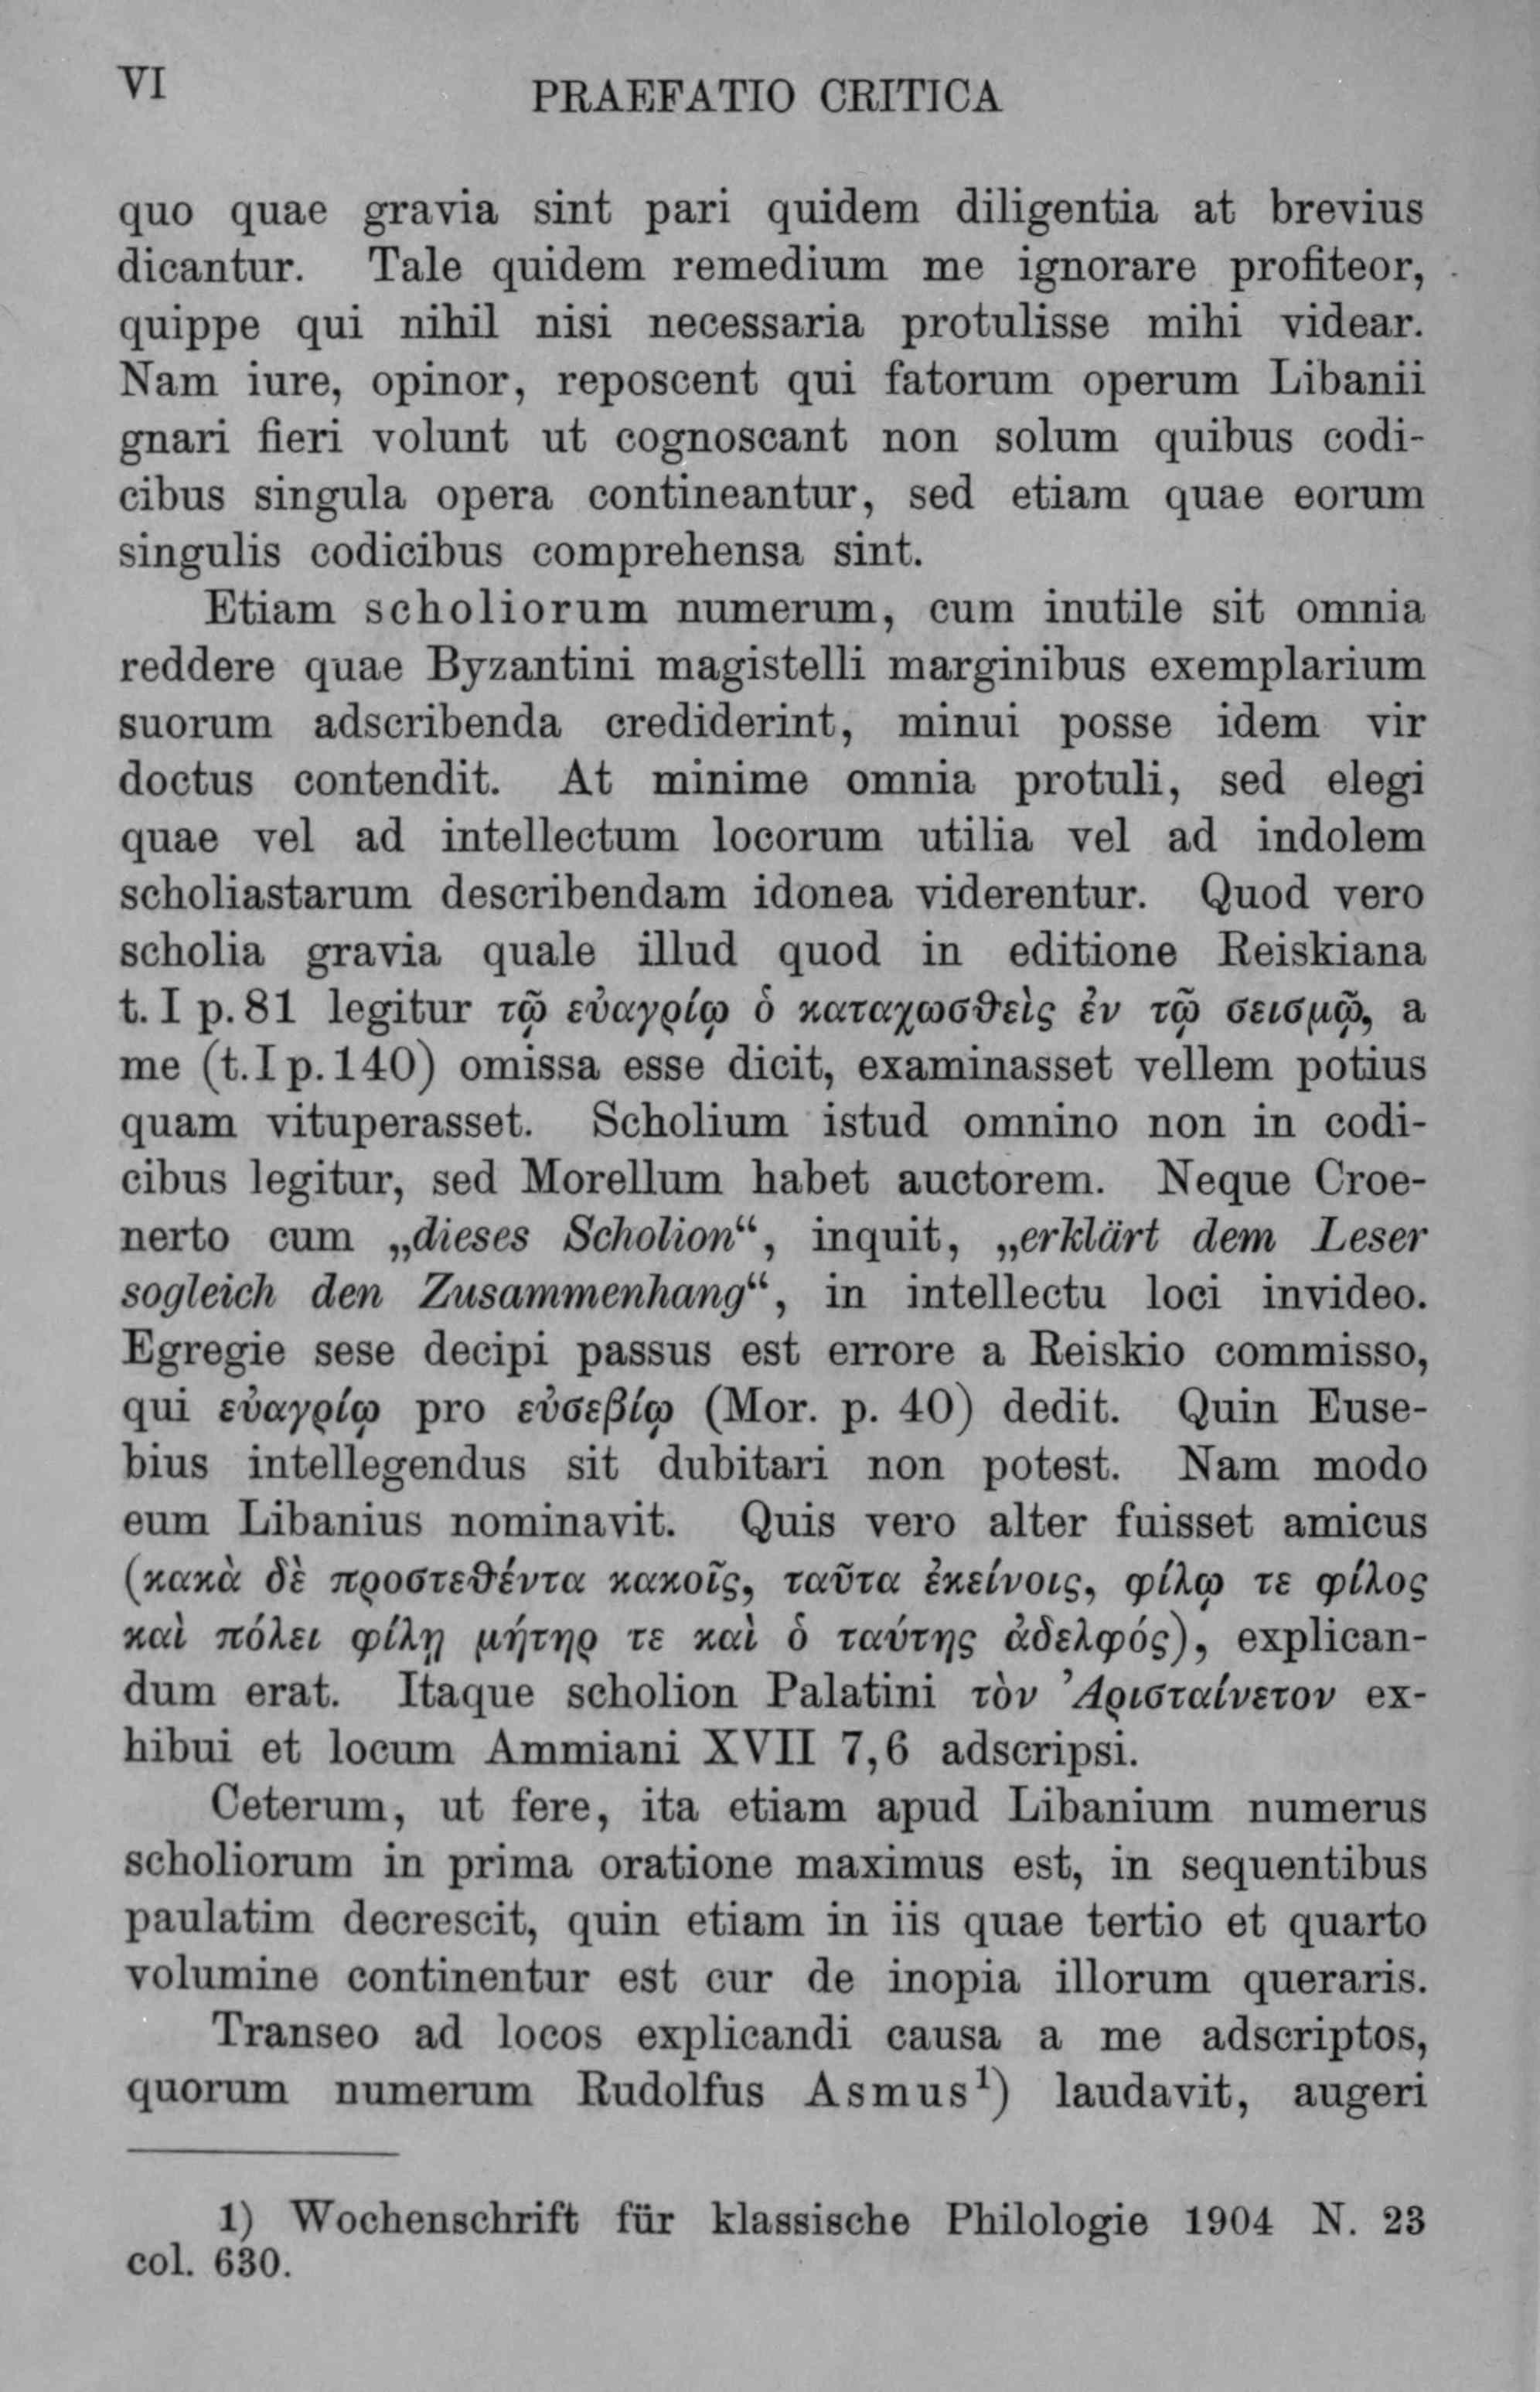 VI
PRAEFATIO CRITICA
quo quae gravia sint pari quidem diligentia at brevius
dicantur. Tale quidem remedium me ignorare profiteor,
quippe qui nihil nisi necessaria protulisse mihi videar.
Nam iure, opinor, reposcent qui fatorum operum Libanii
gnari fieri volunt ut cognoscant non solum quibus codi-
cibus singula opera contineantur, sed etiam quae eorum
singulis codicibus comprehensa sint.
Etiam scholiorum numerum, cum inutile sit omnia
reddere quae Byzantini magistelli marginibus exemplarium
suorum adscribenda crediderint, minui posse idem vir
doctus contendit. At minime omnia protuli, sed elegi
quae vel ad intellectum locorum utilia vel ad indolem
scholiastarum describendam idonea viderentur. Quod vero
scholia gravia quale illud quod in editione Reiskiana
t. I p. 81 legitur τῷ εὐαγρίῳ ὁ καταχωσθεὶς ἐν τῷ σεισμῷ, a
me (t. I p. 140) omissa esse dicit, examinasset vellem potius
quam vituperasset. Scholium istud omnino non in codi-
cibus legitur, sed Morellum habet auctorem. Neque Croe-
nerto cum „dieses Scholion“, inquit, „erklärt dem Leser
sogleich den Zusammenhang“, in intellectu loci invideo.
Egregie sese decipi passus est errore a Reiskio commisso,
qui εὐαγρίῳ pro εὐσεβίῳ (Mor. p. 40) dedit. Quin Euse-
bius intellegendus sit dubitari non potest. Nam modo
eum Libanius nominavit. Quis vero alter fuisset amicus
(κακὰ δὲ προστεθέντα κακοῖς, ταῦτα ἐκείνοις, φίλῳ τε φίλος
καὶ πόλει φίλῃ μήτηρ τε καὶ ὁ ταύτης ἀδελφός), explican-
dum erat. Itaque scholion Palatini τὸν Ἀρισταίνετον ex-
hibui et locum Ammiani XVII 7,6 adscripsi.
Ceterum, ut fere, ita etiam apud Libanium numerus
scholiorum in prima oratione maximus est, in sequentibus
paulatim decrescit, quin etiam in iis quae tertio et quarto
volumine continentur est cur de inopia illorum queraris.
Transeo ad locos explicandi causa a me adscriptos,
quorum numerum Rudolfus Asmus¹) laudavit, augeri
1) Wochenschrift für klassische Philologie 1904 N. 23
col. 630.